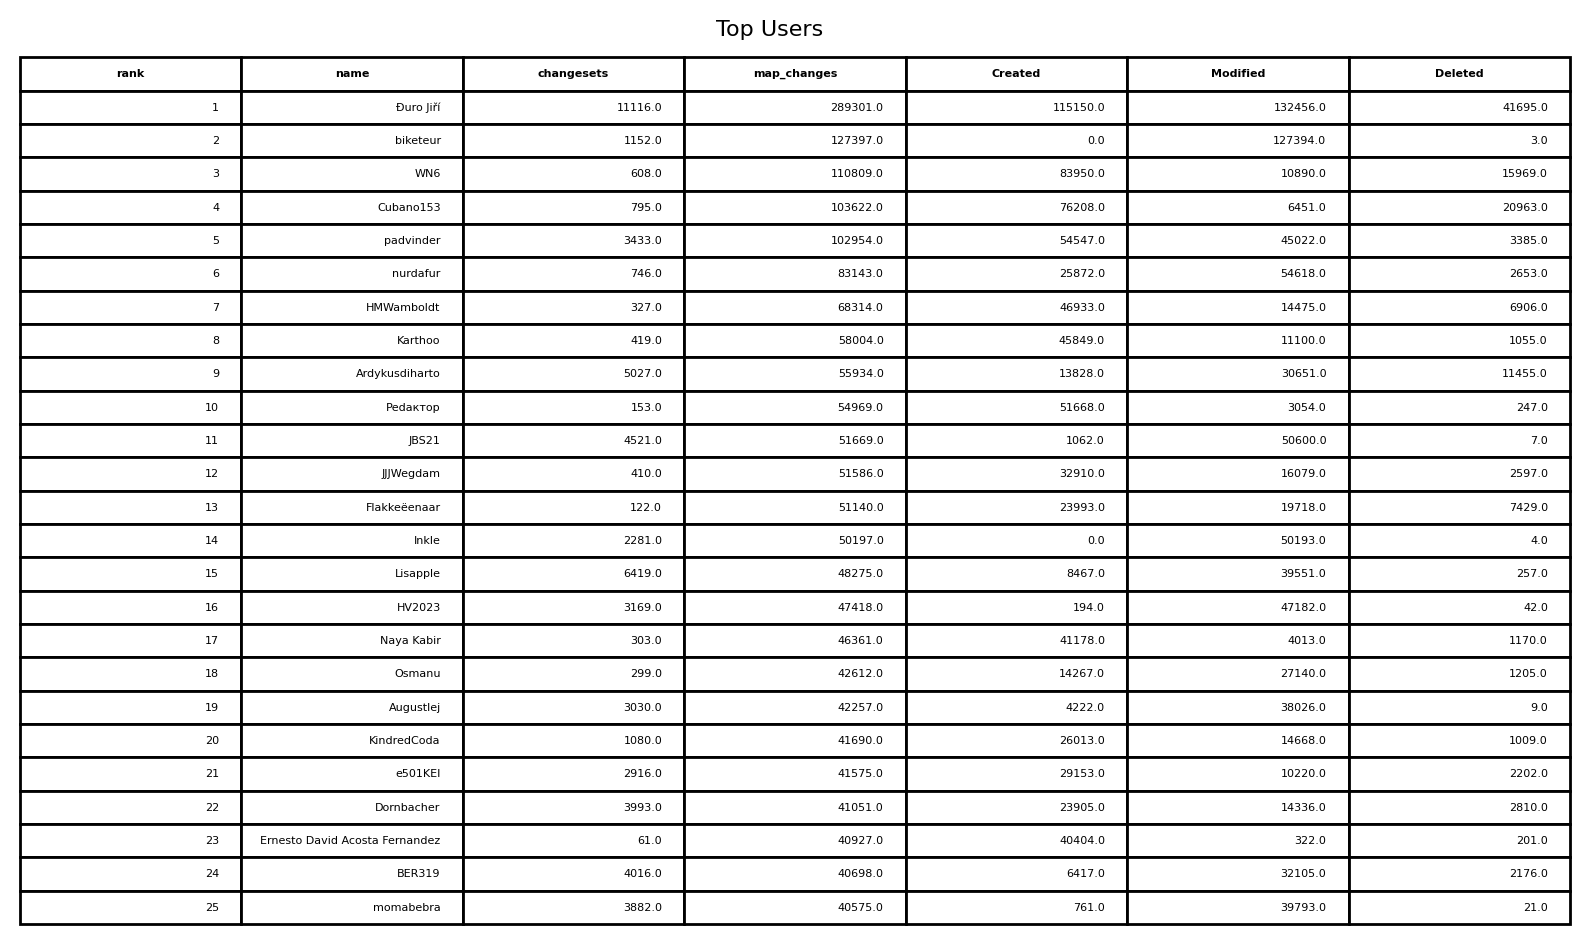 Top Users
rank name changesets map_changes Created Modified Deleted
1 Đuro Jiří 11116.0 289301.0 115150.0 132456.0 41695.0
2 biketeur 1152.0 127397.0 0.0 127394.0 3.0
3 WN6 608.0 110809.0 83950.0 10890.0 15969.0
4 Cubano153 795.0 103622.0 76208.0 6451.0 20963.0
5 padvinder 3433.0 102954.0 54547.0 45022.0 3385.0
6 nurdafur 746.0 83143.0 25872.0 54618.0 2653.0
7 HMWamboldt 327.0 68314.0 46933.0 14475.0 6906.0
8 Karthoo 419.0 58004.0 45849.0 11100.0 1055.0
9 Ardykusdiharto 5027.0 55934.0 13828.0 30651.0 11455.0
10 Pedaктop 153.0 54969.0 51668.0 3054.0 247.0
11 JBS21 4521.0 51669.0 1062.0 50600.0 7.0
12 JJJWegdam 410.0 51586.0 32910.0 16079.0 2597.0
13 Flakkeëenaar 122.0 51140.0 23993.0 19718.0 7429.0
14 Inkle 2281.0 50197.0 0.0 50193.0 4.0
15 Lisapple 6419.0 48275.0 8467.0 39551.0 257.0
16 HV2023 3169.0 47418.0 194.0 47182.0 42.0
17 Naya Kabir 303.0 46361.0 41178.0 4013.0 1170.0
18 Osmanu 299.0 42612.0 14267.0 27140.0 1205.0
19 Augustlej 3030.0 42257.0 4222.0 38026.0 9.0
20 KindredCoda 1080.0 41690.0 26013.0 14668.0 1009.0
21 e501KEI 2916.0 41575.0 29153.0 10220.0 2202.0
22 Dornbacher 3993.0 41051.0 23905.0 14336.0 2810.0
23 Ernesto David Acosta Fernandez 61.0 40927.0 40404.0 322.0 201.0
24 BER319 4016.0 40698.0 6417.0 32105.0 2176.0
25 momabebra 3882.0 40575.0 761.0 39793.0 21.0